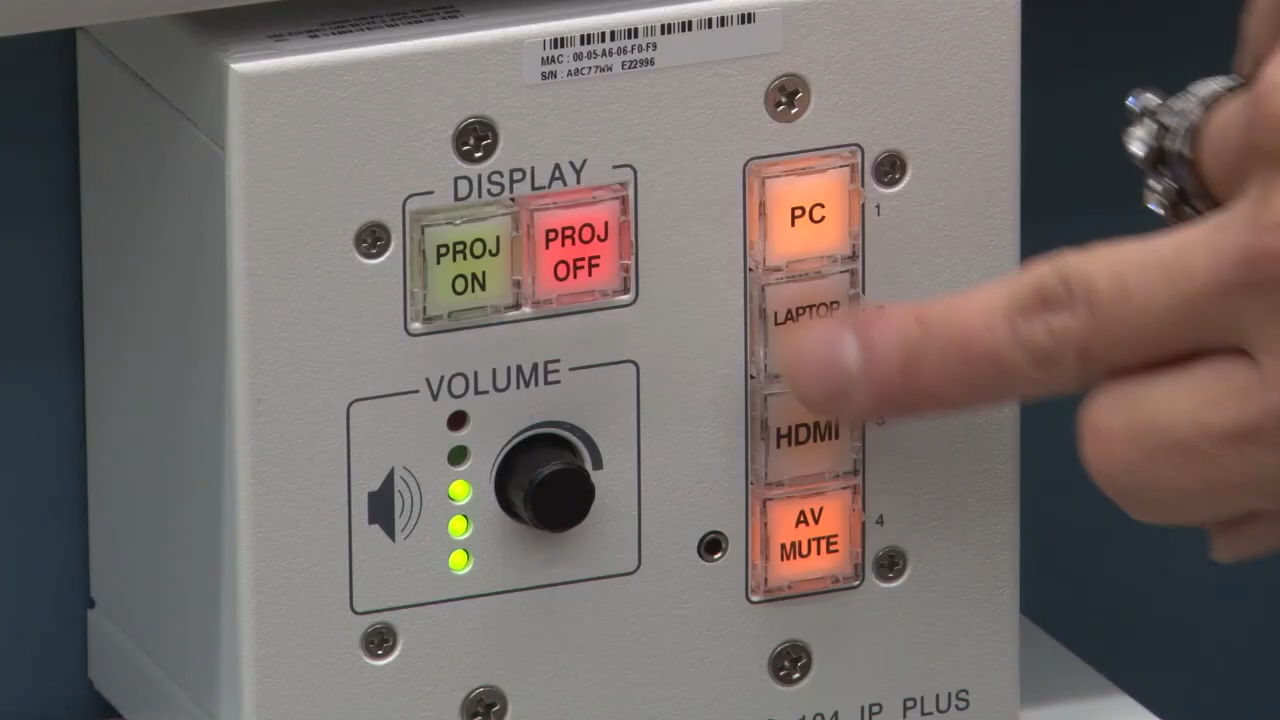 MAC : 00-05-A6-06-F0-F9
S/N : A0C77WW E22996
DISPLAY
PROJ
ON
PROJ
OFF
PC
1
LAPTOP
HDMI
3
AV
MUTE
4
VOLUME
104 IP PLUS